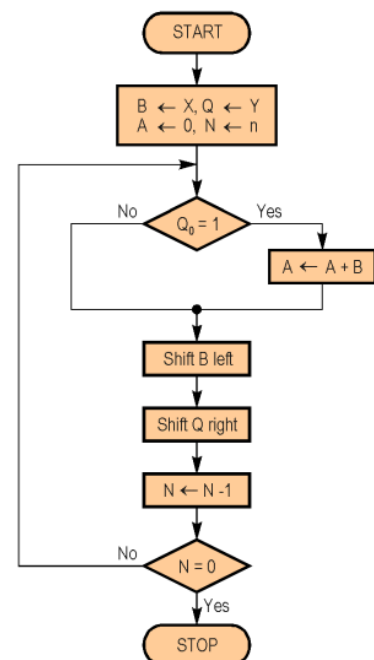 START
B ← X, Q ← Y
A ← 0, N ← n
No
Yes
Q₀ = 1
A ← A + B
Shift B left
Shift Q right
N ← N -1
No
N = 0
Yes
STOP